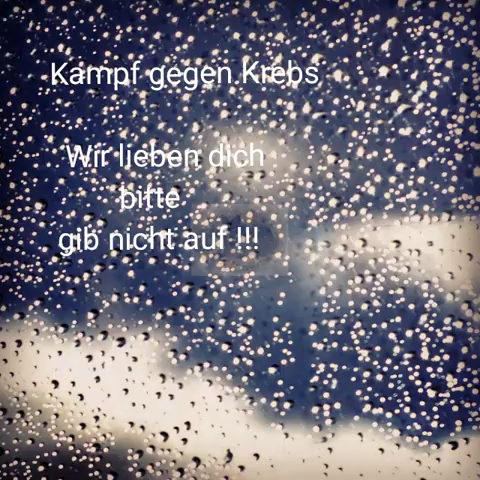 Kampf gegen Krebs
Wir lieben dich
bitte
gib nicht auf !!!